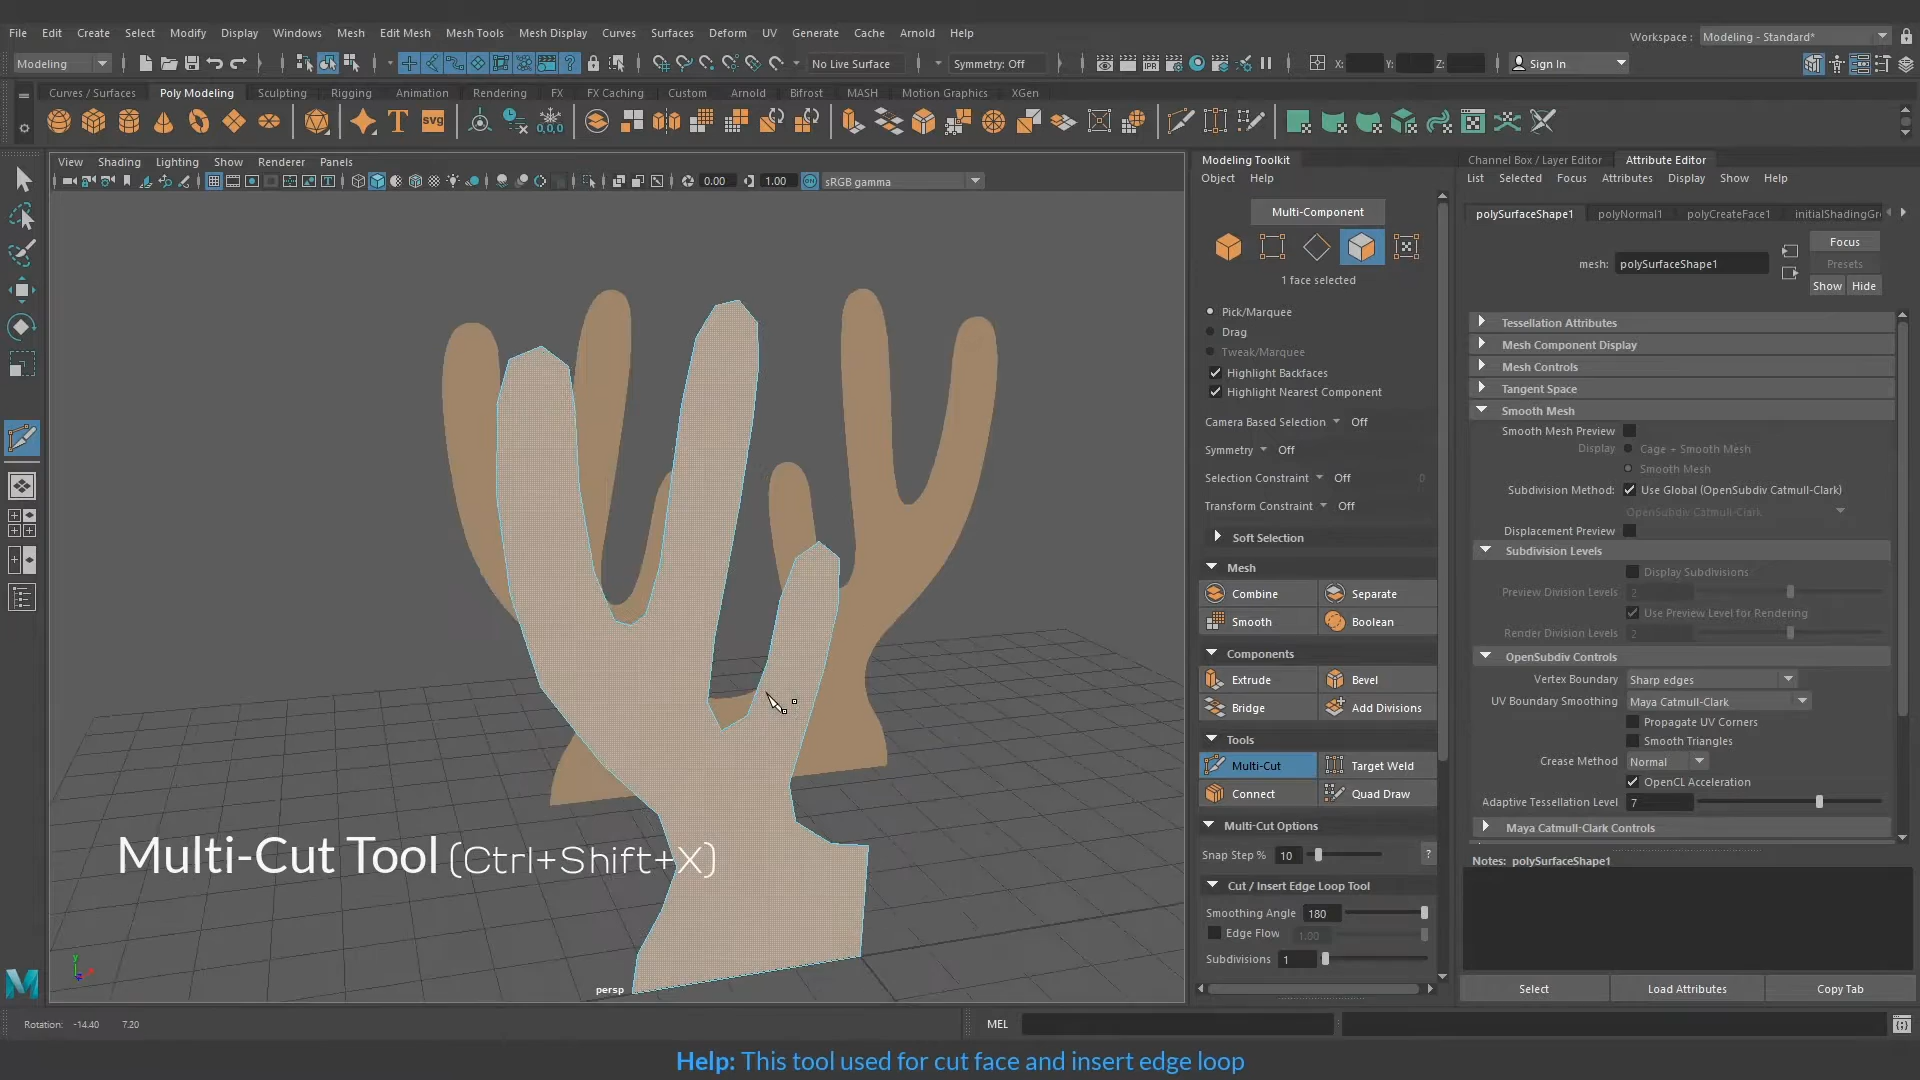 File Edit Create Select Modify Display Windows Mesh Edit Mesh Mesh Tools Mesh Display Curves Surfaces Deform UV Generate Cache Arnold Help
Workspace : Modeling - Standard*
Modeling No Live Surface Symmetry: Off X: Y: Z: Sign In
Curves / Surfaces Poly Modeling Sculpting Rigging Animation Rendering FX FX Caching Custom Arnold Bifrost MASH Motion Graphics XGen
T svg IPR 0,0,0
View Shading Lighting Show Renderer Panels
0.00 1.00 sRGB gamma
Multi-Cut Tool (Ctrl+Shift+X)
y
persp
Modeling Toolkit
Object Help
Multi-Component
1 face selected
Pick/Marquee
Drag
Tweak/Marquee
Highlight Backfaces
Highlight Nearest Component
Camera Based Selection Off
Symmetry Off
Selection Constraint Off 0
Transform Constraint Off
Soft Selection
Mesh
Combine Separate
Smooth Boolean
Components
Extrude Bevel
Bridge Add Divisions
Tools
Multi-Cut Target Weld
Connect Quad Draw
Multi-Cut Options
Snap Step % 10 ?
Cut / Insert Edge Loop Tool
Smoothing Angle 180
Edge Flow 1.00
Subdivisions 1
Channel Box / Layer Editor Attribute Editor
List Selected Focus Attributes Display Show Help
polySurfaceShape1 polyNormal1 polyCreateFace1 initialShadingGr
Focus
mesh: polySurfaceShape1 Presets
Show Hide
Tessellation Attributes
Mesh Component Display
Mesh Controls
Tangent Space
Smooth Mesh
Smooth Mesh Preview
Display Cage + Smooth Mesh
Smooth Mesh
Subdivision Method: Use Global (OpenSubdiv Catmull-Clark)
OpenSubdiv Catmull-Clark
Displacement Preview
Subdivision Levels
Display Subdivisions
Preview Division Levels 2
Use Preview Level for Rendering
Render Division Levels 2
OpenSubdiv Controls
Vertex Boundary Sharp edges
UV Boundary Smoothing Maya Catmull-Clark
Propagate UV Corners
Smooth Triangles
Crease Method Normal
OpenCL Acceleration
Adaptive Tessellation Level 7
Maya Catmull-Clark Controls
Notes: polySurfaceShape1
Select Load Attributes Copy Tab
Rotation: -14.40 7.20 MEL
Help: This tool used for cut face and insert edge loop